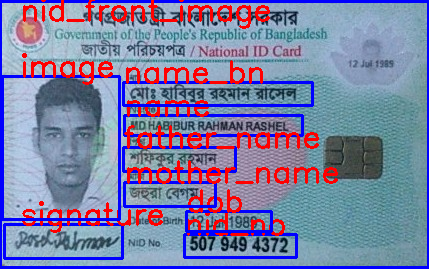 গণপ্রজাতন্ত্রী বাংলাদেশ সরকার
nid_front_image
Government of the People's Republic of Bangladesh
জাতীয় পরিচয়পত্র / National ID Card
12 Jul 1989
image
name_bn
মোঃ হাবিবুর রহমান রাসেল
name
MD HABIBUR RAHMAN RASHEL
father_name
শফিকুর রহমান
mother_name
জহুরা বেগম
signature
dob
Date of Birth 12 Jul 1989
nid_nb
NID No 507 949 4372